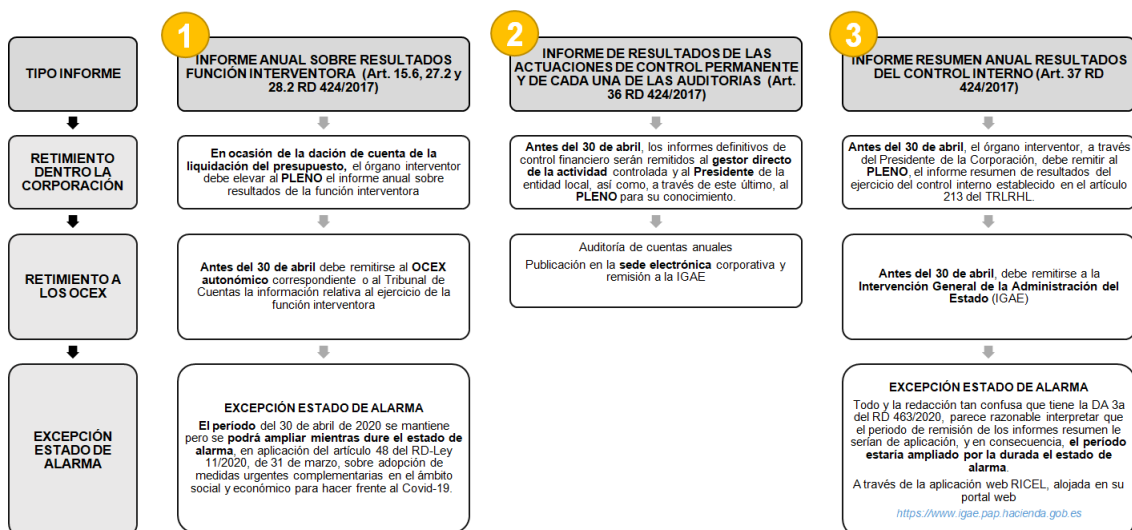 1
2
3
TIPO INFORME
INFORME ANUAL SOBRE RESULTADOS
FUNCIÓN INTERVENTORA (Art. 15.6, 27.2 y
28.2 RD 424/2017)
INFORME DE RESULTADOS DE LAS
ACTUACIONES DE CONTROL PERMANENTE
Y DE CADA UNA DE LAS AUDITORIAS (Art.
36 RD 424/2017)
INFORME RESUMEN ANUAL RESULTADOS
DEL CONTROL INTERNO (Art. 37 RD
424/2017)
RETIMIENTO
DENTRO LA
CORPORACIÓN
En ocasión de la dación de cuenta de la
liquidación del presupuesto, el órgano interventor
debe elevar al PLENO el informe anual sobre
resultados de la función interventora
Antes del 30 de abril, los informes definitivos
de control financiero serán remitidos al gestor directo
de la actividad controlada y al Presidente de la
entidad local, así como, a través de este último, al
PLENO para su conocimiento.
Antes del 30 de abril, el órgano interventor, a través
del Presidente de la Corporación, debe remitir al
PLENO, el informe resumen de resultados del
ejercicio del control interno establecido en el artículo
213 del TRLRHL.
RETIMIENTO A
LOS OCEX
Antes del 30 de abril debe remitirse al OCEX
autonómico correspondiente o al Tribunal de
Cuentas la información relativa al ejercicio de la
función interventora
Auditoría de cuentas anuales
Publicación en la sede electrónica corporativa y
remisión a la IGAE
Antes del 30 de abril, debe remitirse a la
Intervención General de la Administración del
Estado (IGAE)
EXCEPCIÓN
ESTADO DE
ALARMA
EXCEPCIÓN ESTADO DE ALARMA
El período del 30 de abril de 2020 se mantiene
pero se podrá ampliar mientras dure el estado de
alarma, en aplicación del artículo 48 del RD-Ley
11/2020, de 31 de marzo, sobre adopción de
medidas urgentes complementarias en el ámbito
social y económico para hacer frente al Covid-19.
EXCEPCIÓN ESTADO DE ALARMA
Todo y la redacción tan confusa que tiene la DA 3a
del RD 463/2020, parece razonable interpretar que
el periodo de remisión de los informes resumen le
serían de aplicación, y en consecuencia, el período
estaría ampliado por la durada el estado de
alarma.
A través de la aplicación web RICEL, alojada en su
portal web
https://www.igae.pap.hacienda.gob.es